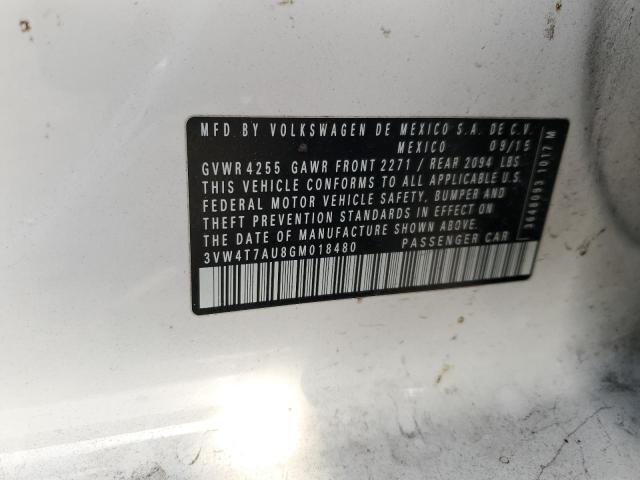 MFD BY VOLKSWAGEN DE MEXICO S.A. DE C.V.
MEXICO 09/15
GVWR 4255 GAWR FRONT 2271 / REAR 2094 LBS
THIS VEHICLE CONFORMS TO ALL APPLICABLE U.S.
FEDERAL MOTOR VEHICLE SAFETY, BUMPER AND
THEFT PREVENTION STANDARDS IN EFFECT ON
THE DATE OF MANUFACTURE SHOWN ABOVE.
3VW4T7AU8GM018480 PASSENGER CAR
3648093 1017 M